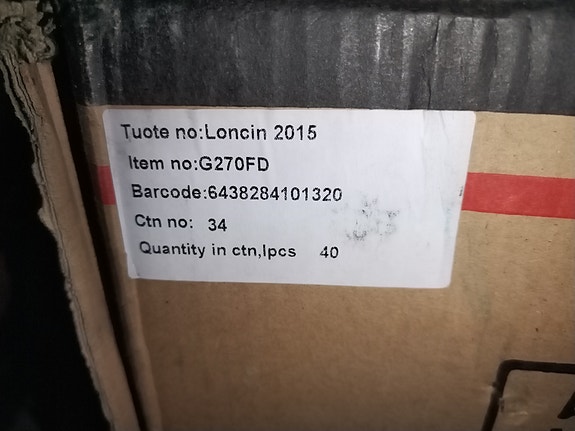 Tuote no:Loncin 2015
Item no:G270FD
Barcode:6438284101320
Ctn no: 34
Quantity in ctn,lpcs 40